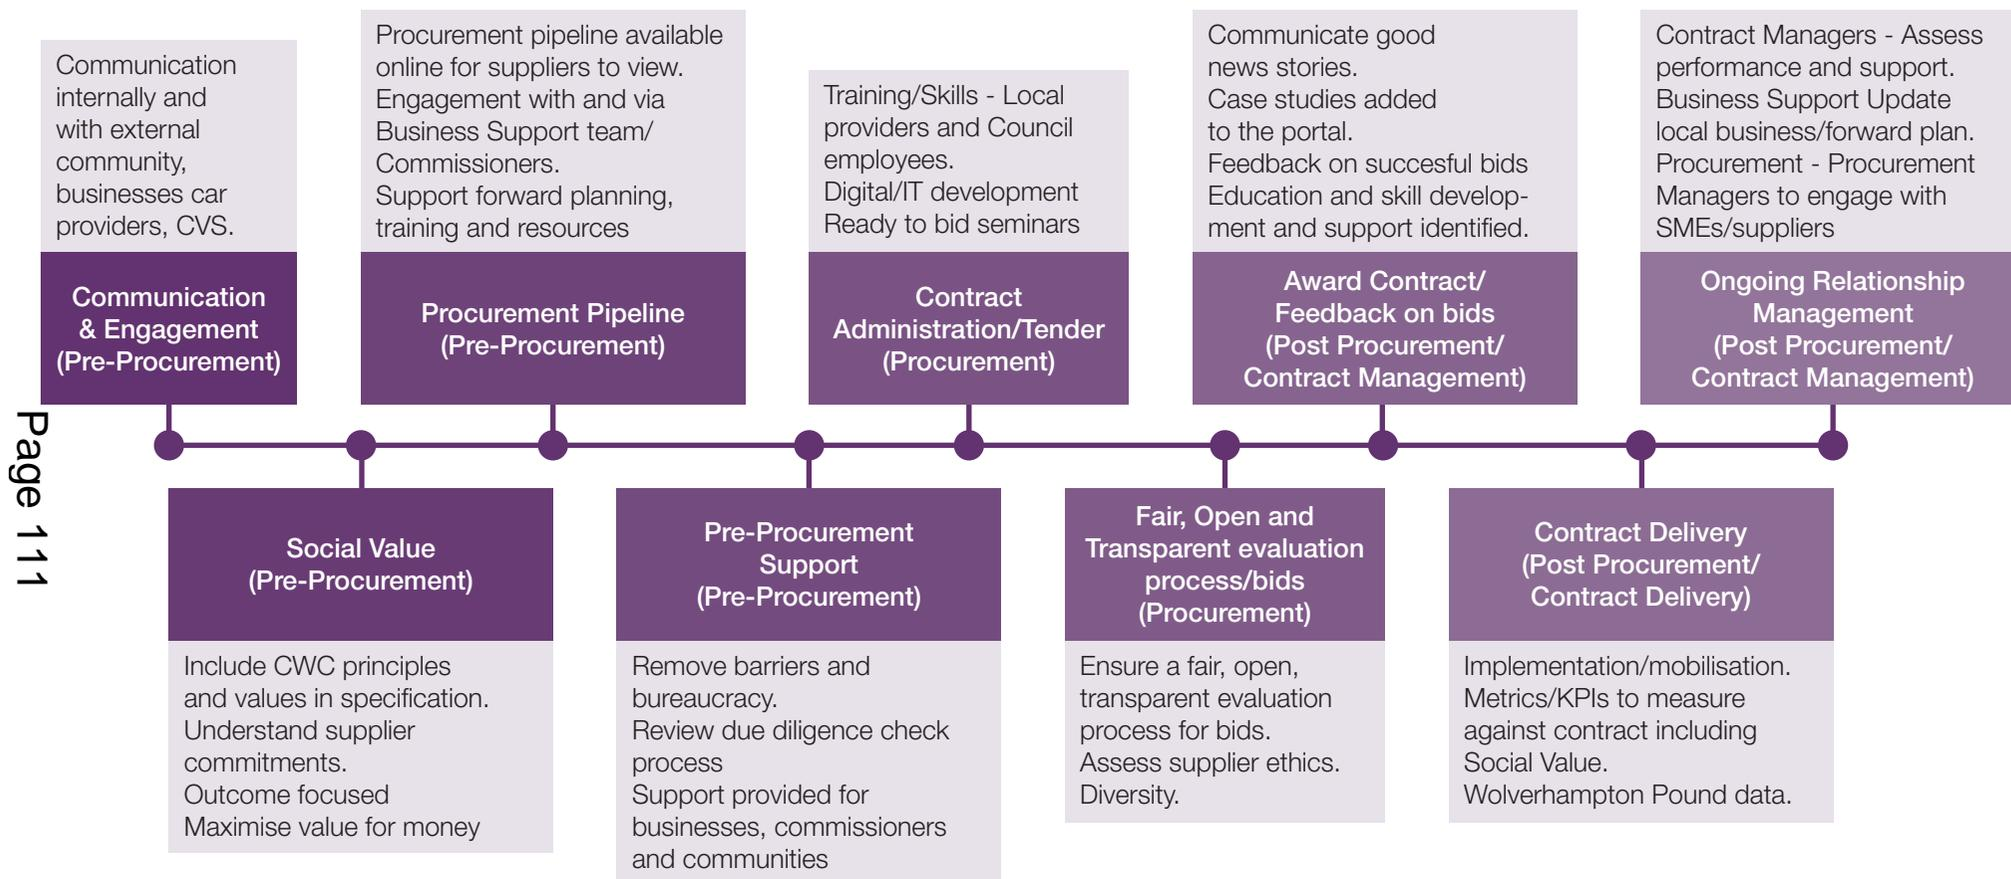 Communication
internally and
with external
community,
businesses car
providers, CVS.
Communication
& Engagement
(Pre-Procurement)
Procurement pipeline available
online for suppliers to view.
Engagement with and via
Business Support team/
Commissioners.
Support forward planning,
training and resources
Procurement Pipeline
(Pre-Procurement)
Training/Skills - Local
providers and Council
employees.
Digital/IT development
Ready to bid seminars
Contract
Administration/Tender
(Procurement)
Communicate good
news stories.
Case studies added
to the portal.
Feedback on succesful bids
Education and skill develop-
ment and support identified.
Award Contract/
Feedback on bids
(Post Procurement/
Contract Management)
Contract Managers - Assess
performance and support.
Business Support Update
local business/forward plan.
Procurement - Procurement
Managers to engage with
SMEs/suppliers
Ongoing Relationship
Management
(Post Procurement/
Contract Management)
Page 111
Social Value
(Pre-Procurement)
Include CWC principles
and values in specification.
Understand supplier
commitments.
Outcome focused
Maximise value for money
Pre-Procurement
Support
(Pre-Procurement)
Remove barriers and
bureaucracy.
Review due diligence check
process
Support provided for
businesses, commissioners
and communities
Fair, Open and
Transparent evaluation
process/bids
(Procurement)
Ensure a fair, open,
transparent evaluation
process for bids.
Assess supplier ethics.
Diversity.
Contract Delivery
(Post Procurement/
Contract Delivery)
Implementation/mobilisation.
Metrics/KPIs to measure
against contract including
Social Value.
Wolverhampton Pound data.